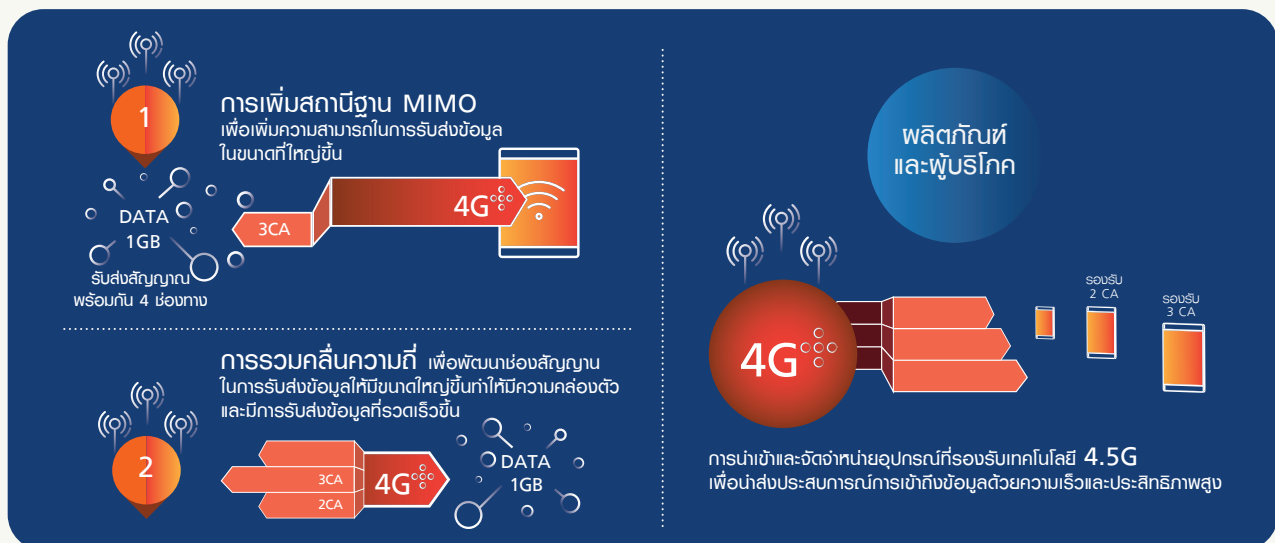 1
การเพิ่มสถานีฐาน MIMO
เพื่อเพิ่มความสามารถในการรับส่งข้อมูล
ในขนาดที่ใหญ่ขึ้น
DATA
1GB
3CA
4G
รับส่งสัญญาณ
พร้อมกัน 4 ช่องทาง
2
การรวมคลื่นความถี่ เพื่อพัฒนาช่องสัญญาณ
ในการรับส่งข้อมูลให้มีขนาดใหญ่ขึ้นทำให้มีความคล่องตัว
และมีการรับส่งข้อมูลที่รวดเร็วขึ้น
3CA
2CA
4G
DATA
1GB
ผลิตภัณฑ์
และผู้บริโภค
4G
รองรับ
2 CA
รองรับ
3 CA
การนำเข้าและจัดจำหน่ายอุปกรณ์ที่รองรับเทคโนโลยี 4.5G
เพื่อนำส่งประสบการณ์การเข้าถึงข้อมูลด้วยความเร็วและประสิทธิภาพสูง